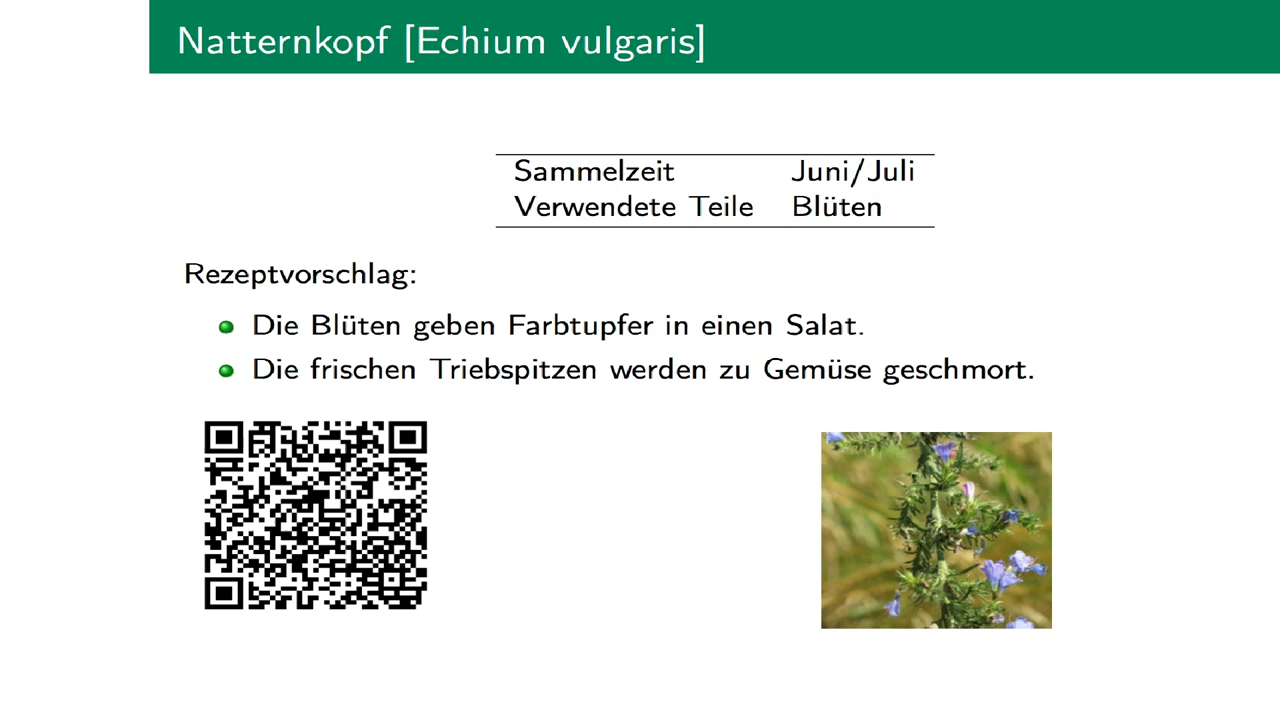 Natternkopf [Echium vulgaris]
Sammelzeit Juni/Juli
Verwendete Teile Blüten
Rezeptvorschlag:
Die Blüten geben Farbtupfer in einen Salat.
Die frischen Triebspitzen werden zu Gemüse geschmort.